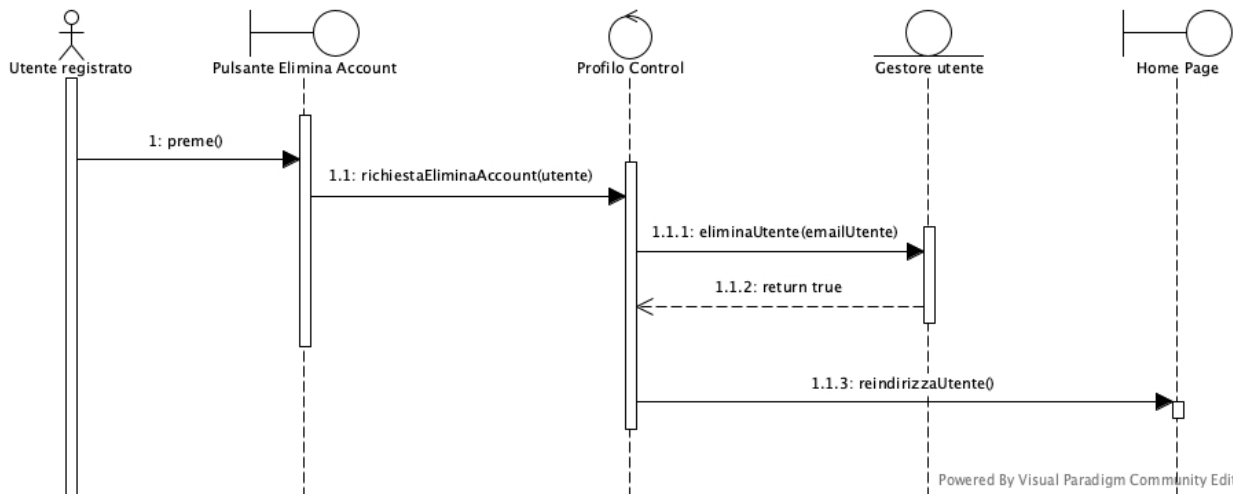 Utente registrato
Pulsante Elimina Account
Profilo Control
Gestore utente
Home Page
1: preme()
1.1: richiestaEliminaAccount(utente)
1.1.1: eliminaUtente(emailUtente)
1.1.2: return true
1.1.3: reindirizzaUtente()
Powered By Visual Paradigm Community Edi